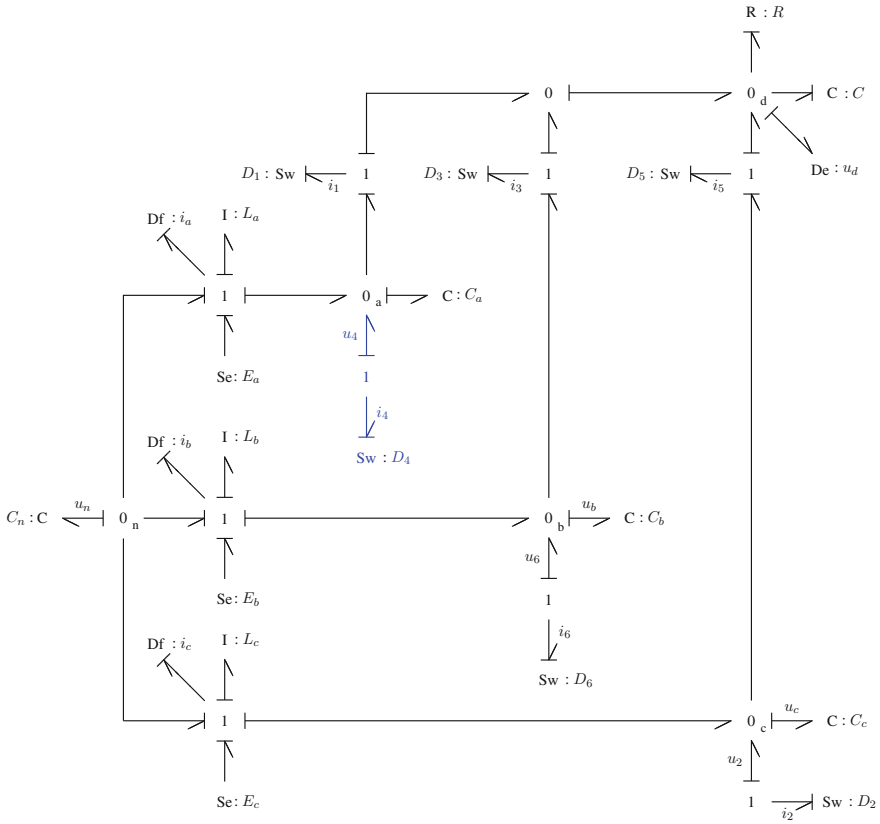 R : R
0 0 d C : C
D1 : Sw i1 1 D3 : Sw i3 1 D5 : Sw i5 1 De : ud
Df : ia I : La
1 0 a C : Ca
u4
Se : Ea 1
i4
Df : ib I : Lb
Sw : D4
Cn : C un 0 n 1 0 b ub C : Cb
u6
Se : Eb 1
i6
Df : ic I : Lc
Sw : D6
1 0 c uc C : Cc
u2
Se : Ec 1 i2 Sw : D2